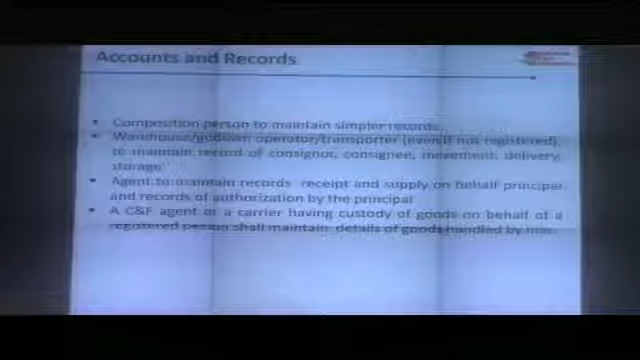 Accounts and Records
• Composition person to maintain simpler records.
• Warehouse/godown operator/transporter (even if not registered)
to maintain record of consignor, consignee, movement, delivery,
storage
• Agent to maintain records receipt and supply on behalf principal
and records of authorization by the principal
• A C&F agent or a carrier having custody of goods on behalf of a
registered person shall maintain details of goods handled by him